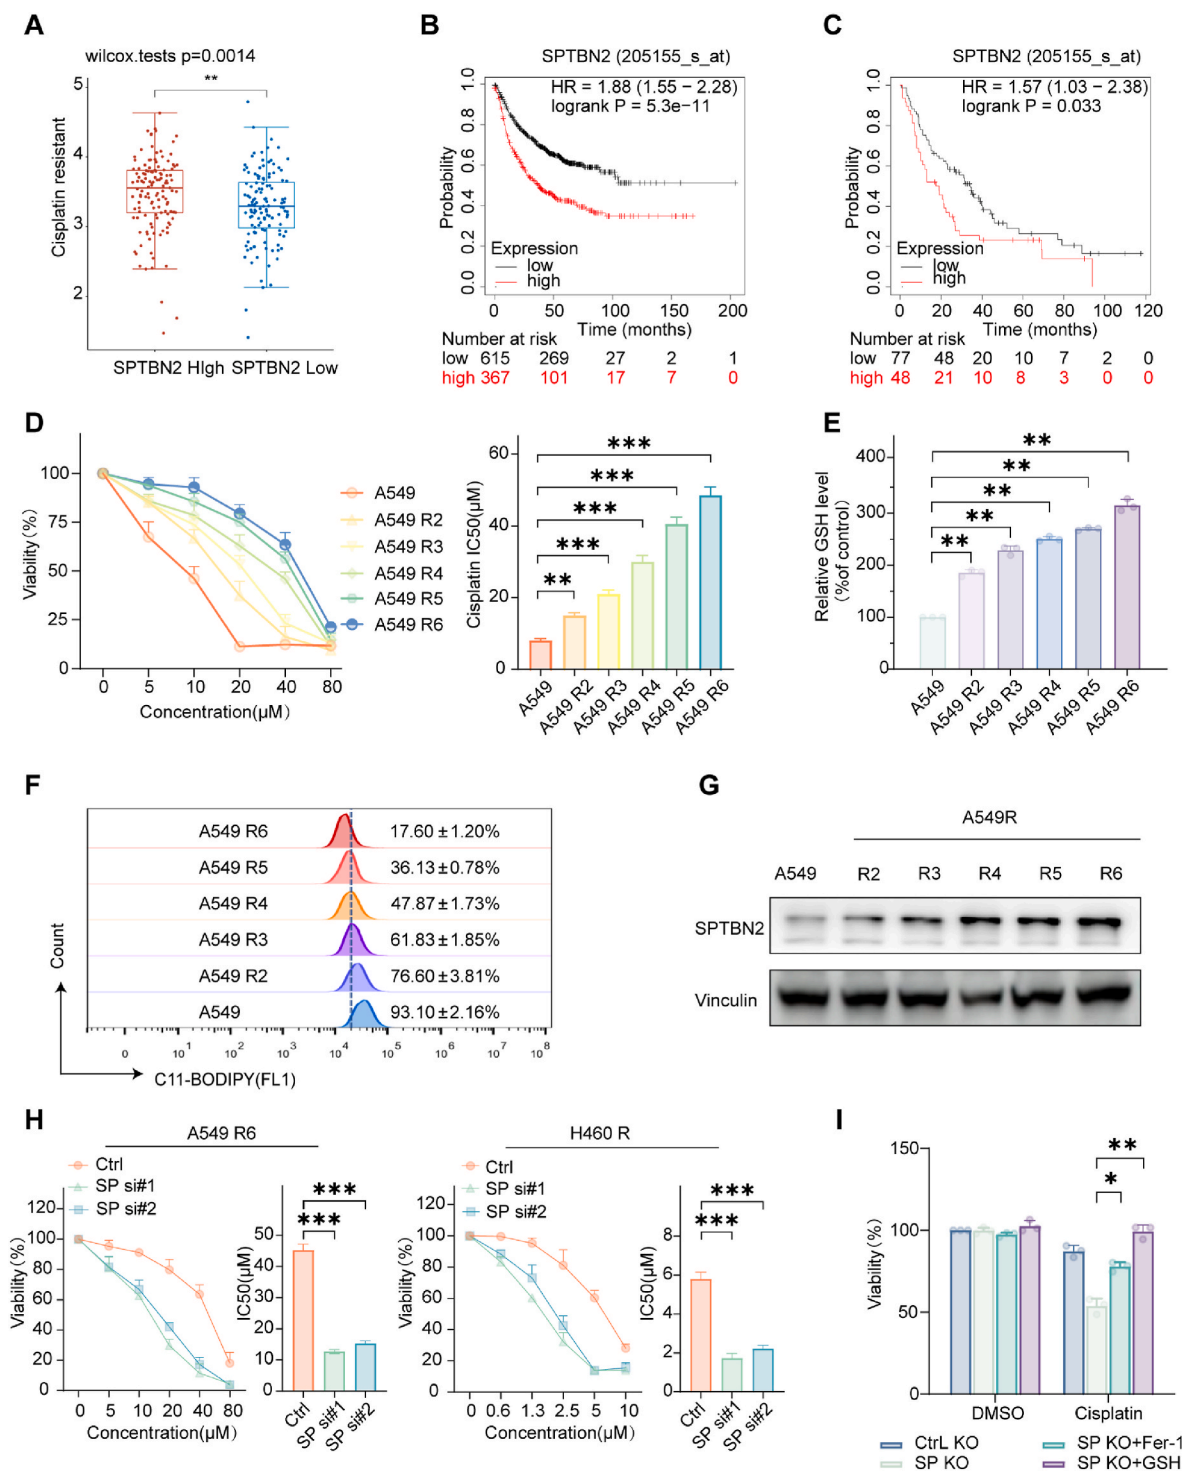 A
wilcox.tests p=0.0014
**
Cisplatin resistant
5
4
3
2
SPTBN2 HIgh SPTBN2 Low
B
SPTBN2 (205155_s_at)
HR = 1.88 (1.55 − 2.28)
logrank P = 5.3e−11
Probability
1.0
0.8
0.6
0.4
0.2
0.0
Expression
low
high
0 50 100 150 200
Time (months)
Number at risk
low 615 269 27 2 1
high 367 101 17 7 0
C
SPTBN2 (205155_s_at)
HR = 1.57 (1.03 − 2.38)
logrank P = 0.033
Probability
1.0
0.8
0.6
0.4
0.2
0.0
Expression
low
high
0 20 40 60 80 100 120
Time (months)
Number at risk
low 77 48 20 10 7 2 0
high 48 21 10 8 3 0 0
D
Viability(%)
100
75
50
25
0
0 5 10 20 40 80
Concentration(μM)
A549
A549 R2
A549 R3
A549 R4
A549 R5
A549 R6
Cisplatin IC50(μM)
60
40
20
0
***
***
***
***
**
A549 A549 R2 A549 R3 A549 R4 A549 R5 A549 R6
E
Relative GSH level
(%of control)
400
300
200
100
0
**
**
**
**
**
A549 A549 R2 A549 R3 A549 R4 A549 R5 A549 R6
F
Count
A549 R6 17.60±1.20%
A549 R5 36.13±0.78%
A549 R4 47.87±1.73%
A549 R3 61.83±1.85%
A549 R2 76.60±3.81%
A549 93.10±2.16%
0 10¹ 10² 10³ 10⁴ 10⁵ 10⁶ 10⁷ 10⁸
C11-BODIPY(FL1)
G
A549R
A549 R2 R3 R4 R5 R6
SPTBN2
Vinculin
H
A549 R6
Ctrl
SP si#1
SP si#2
Viability(%)
120
100
80
60
40
20
0
0 5 10 20 40 80
Concentration(μM)
IC50(μM)
50
40
30
20
10
0
***
***
Ctrl SP si#1 SP si#2
H460 R
Ctrl
SP si#1
SP si#2
Viability(%)
120
100
80
60
40
20
0
0 0.6 1.3 2.5 5 10
Concentration(μM)
IC50(μM)
8
6
4
2
0
***
***
Ctrl SP si#1 SP si#2
I
Viability(%)
150
100
50
0
**
*
DMSO Cisplatin
CtrL KO SP KO+Fer-1
SP KO SP KO+GSH